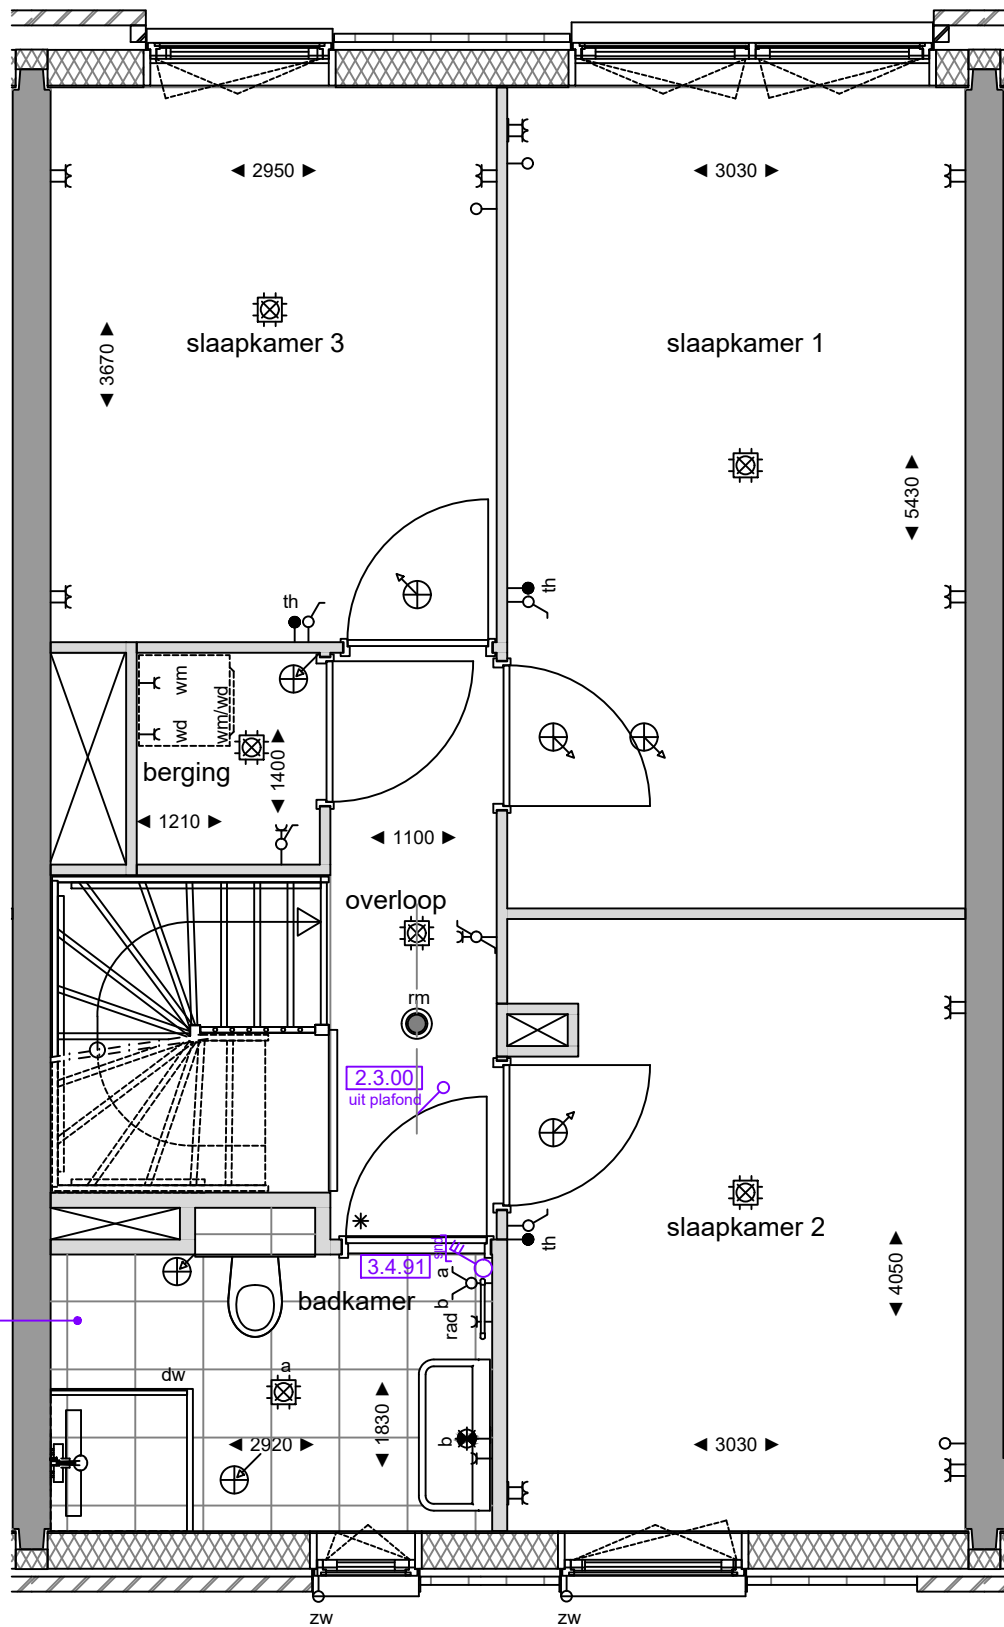 ◄ 2950 ►
◄ 3030 ►
slaapkamer 3
slaapkamer 1
◄ 3670 ►
◄ 5430 ►
th
th
wm
wd
wm/wd
berging
◄ 1400 ►
◄ 1210 ►
◄ 1100 ►
overloop
rm
2.3.00
uit plafond
slaapkamer 2
th
3.4.91
a
b
rad
badkamer
◄ 4050 ►
dw
a
◄ 1830 ►
b
◄ 2920 ►
◄ 3030 ►
zw
zw